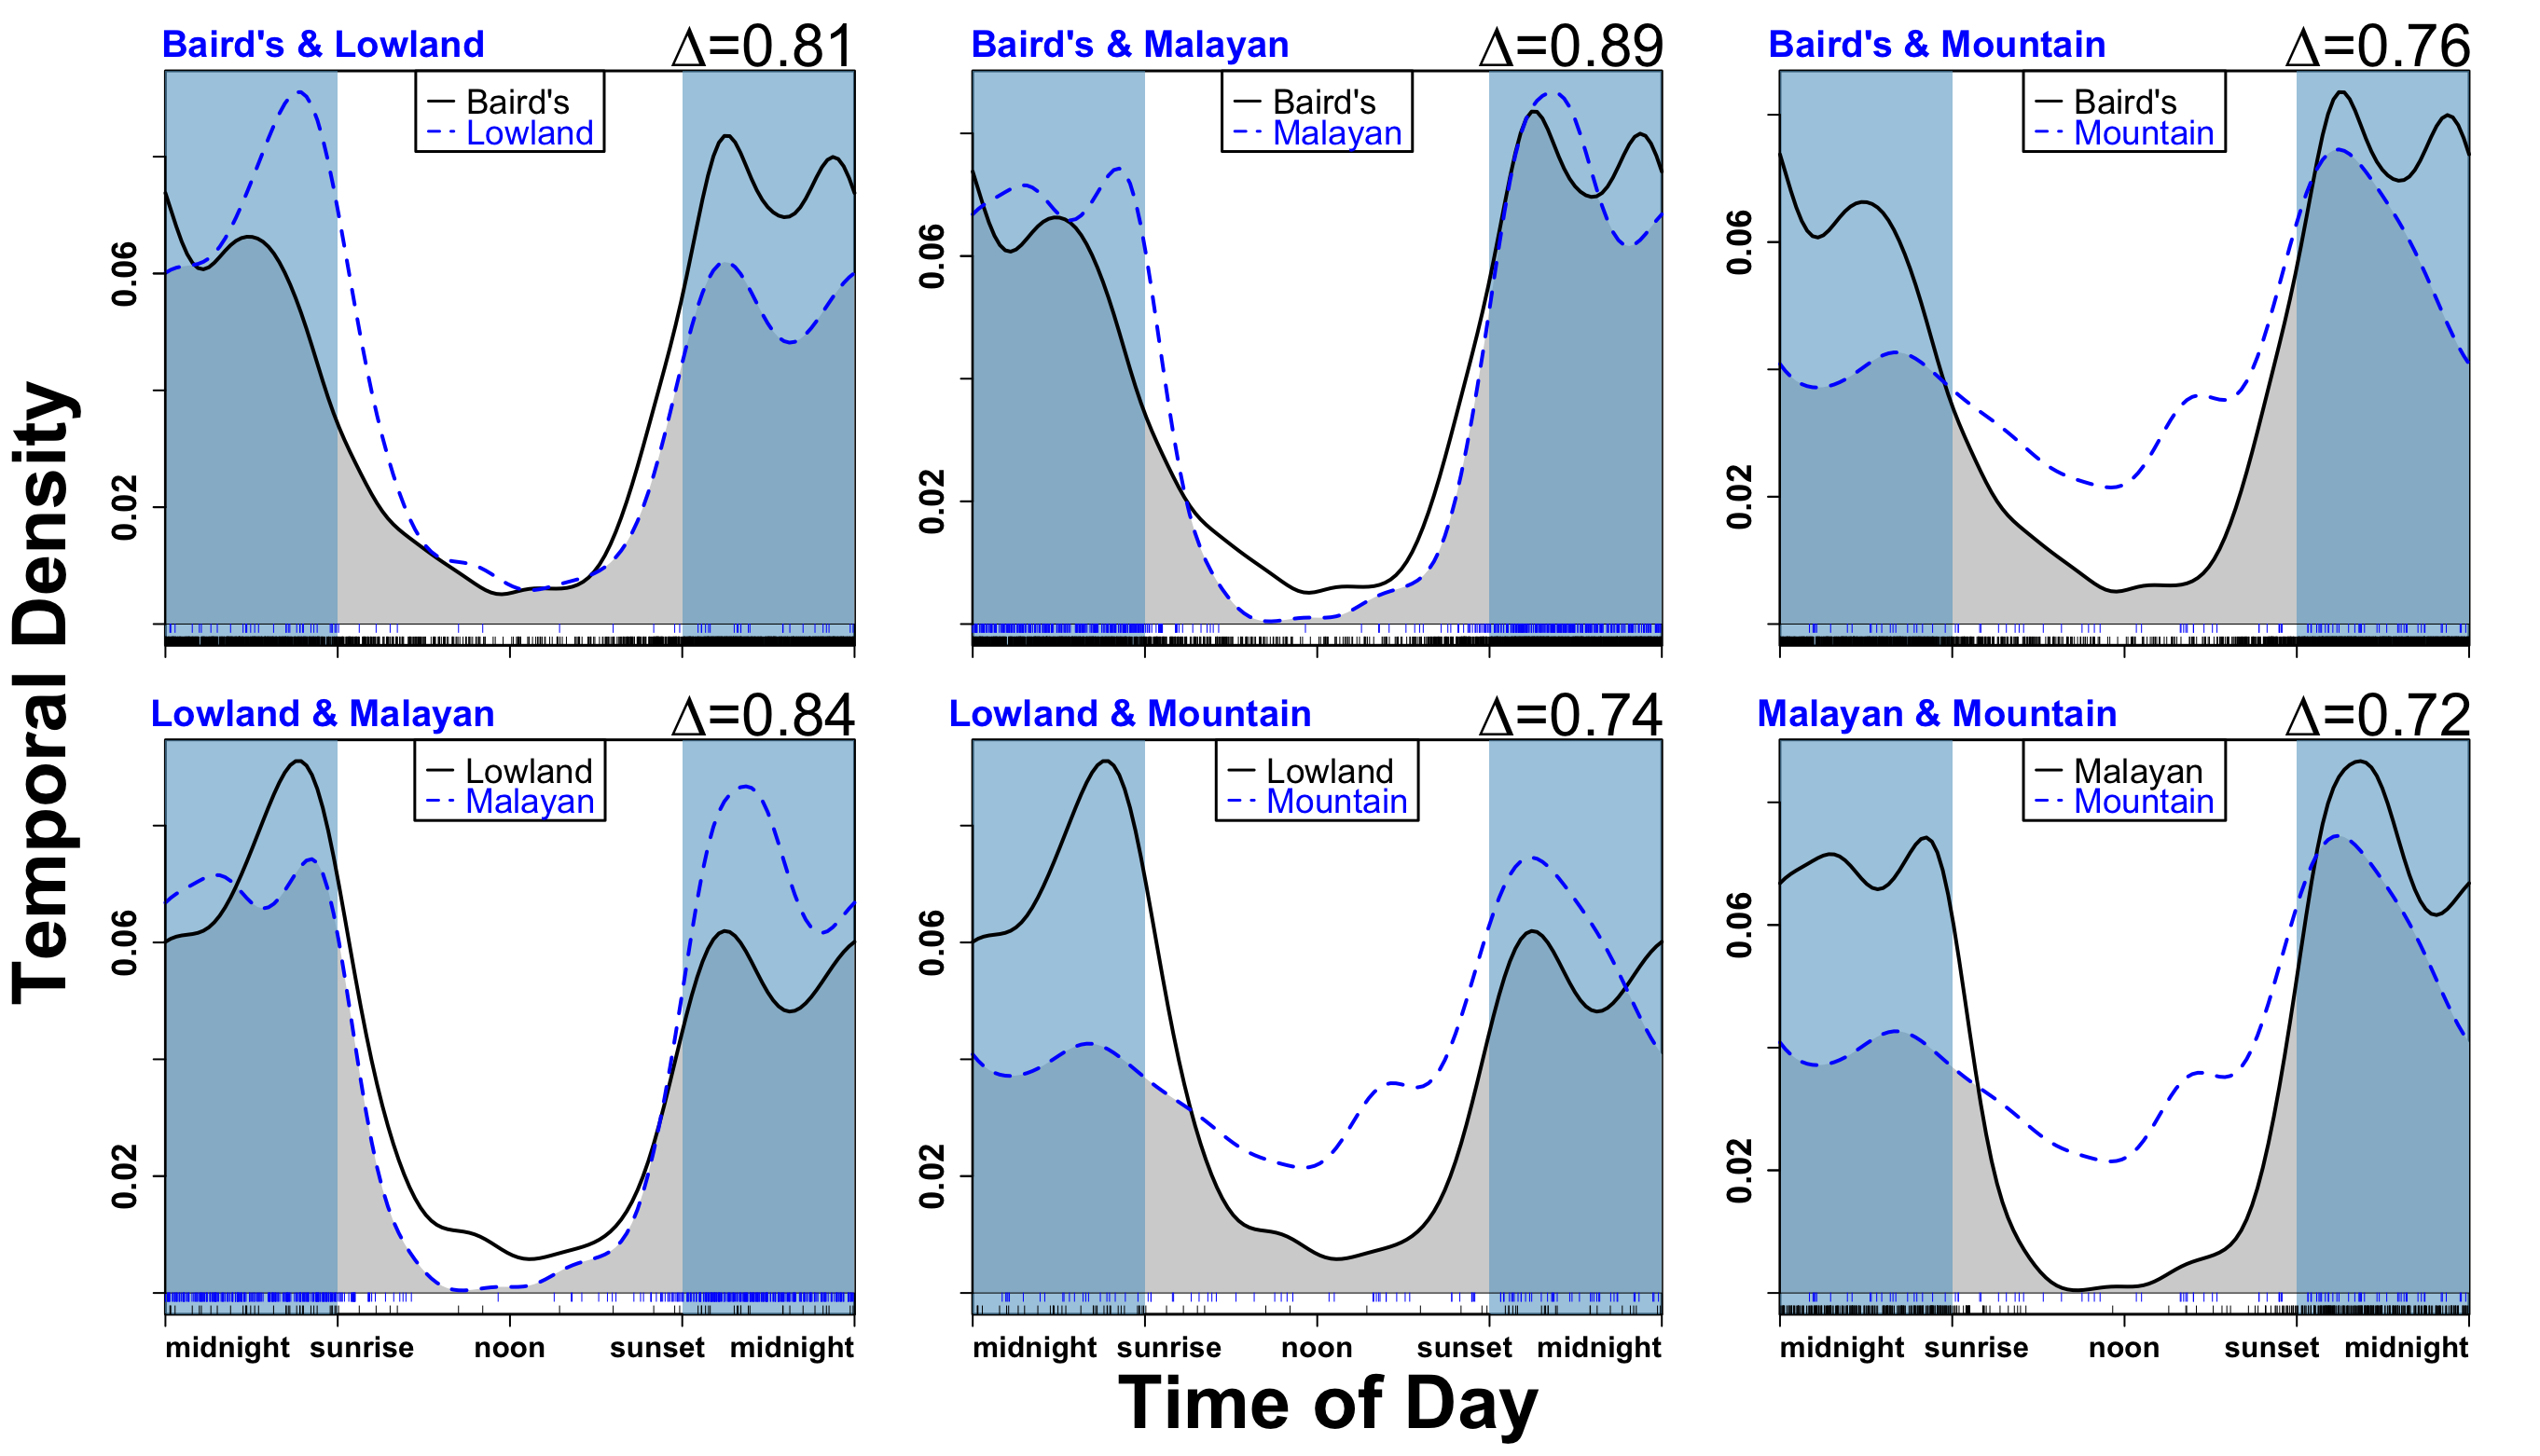 Baird's & Lowland Δ=0.81
Baird's
Lowland
0.06
0.02
Baird's & Malayan Δ=0.89
Baird's
Malayan
0.06
0.02
Baird's & Mountain Δ=0.76
Baird's
Mountain
0.06
0.02
Temporal Density
Lowland & Malayan Δ=0.84
Lowland
Malayan
0.06
0.02
midnight sunrise noon sunset midnight
Lowland & Mountain Δ=0.74
Lowland
Mountain
0.06
0.02
midnight sunrise noon sunset midnight
Malayan & Mountain Δ=0.72
Malayan
Mountain
0.06
0.02
midnight sunrise noon sunset midnight
Time of Day